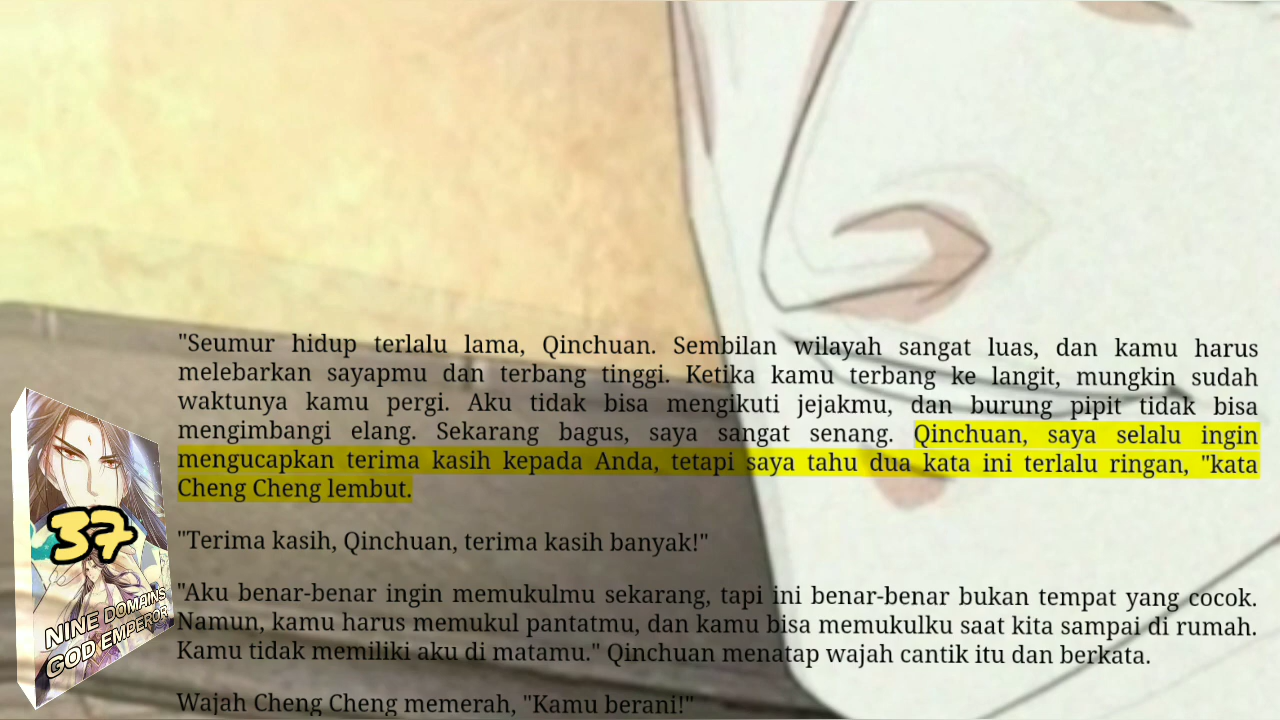 "Seumur hidup terlalu lama, Qinchuan. Sembilan wilayah sangat luas, dan kamu harus
melebarkan sayapmu dan terbang tinggi. Ketika kamu terbang ke langit, mungkin sudah
waktunya kamu pergi. Aku tidak bisa mengikuti jejakmu, dan burung pipit tidak bisa
mengimbangi elang. Sekarang bagus, saya sangat senang. Qinchuan, saya selalu ingin
mengucapkan terima kasih kepada Anda, tetapi saya tahu dua kata ini terlalu ringan, "kata
Cheng Cheng lembut.
"Terima kasih, Qinchuan, terima kasih banyak!"
"Aku benar-benar ingin memukulmu sekarang, tapi ini benar-benar bukan tempat yang cocok.
Namun, kamu harus memukul pantatmu, dan kamu bisa memukulku saat kita sampai di rumah.
Kamu tidak memiliki aku di matamu." Qinchuan menatap wajah cantik itu dan berkata.
Wajah Cheng Cheng memerah, "Kamu berani!"
37
NINE DOMAINS
GOD EMPEROR